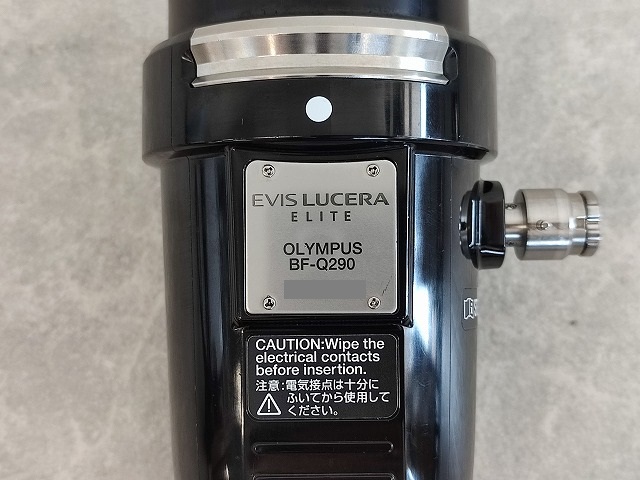 EVIS LUCERA
ELITE
OLYMPUS
BF-Q290
CAUTION:Wipe the
electrical contacts
before insertion.
注意:電気接点は十分に
ふいてから使用して
ください。